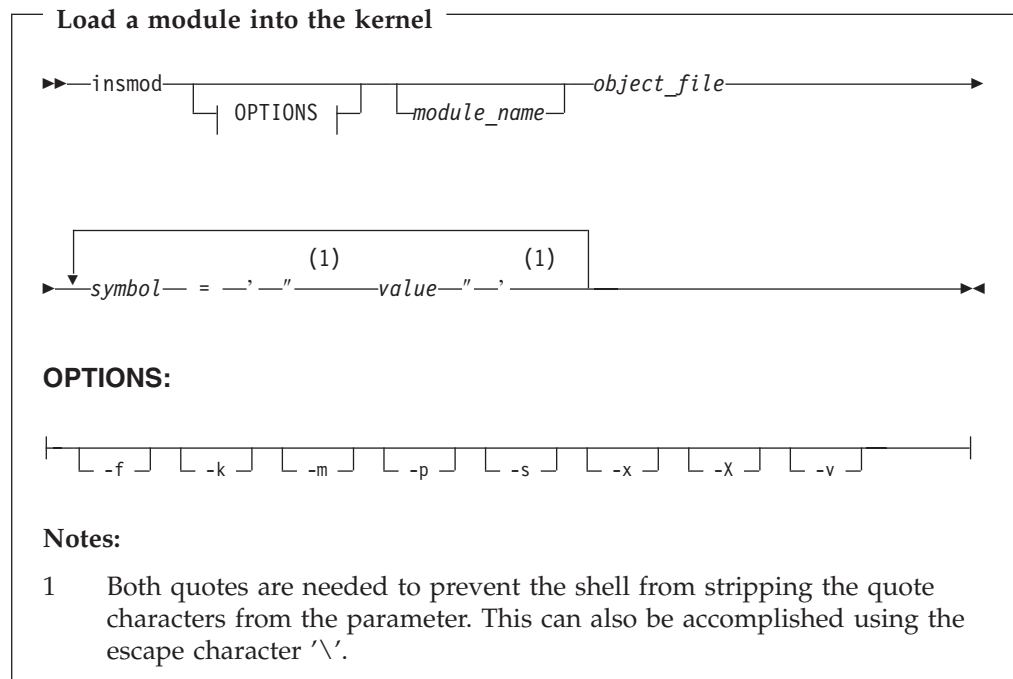 Load a module into the kernel
insmod OPTIONS module_name object_file
(1) (1)
symbol = ' " value " '
OPTIONS:
-f -k -m -p -s -x -X -v
Notes:
1 Both quotes are needed to prevent the shell from stripping the quote
characters from the parameter. This can also be accomplished using the
escape character '\'.